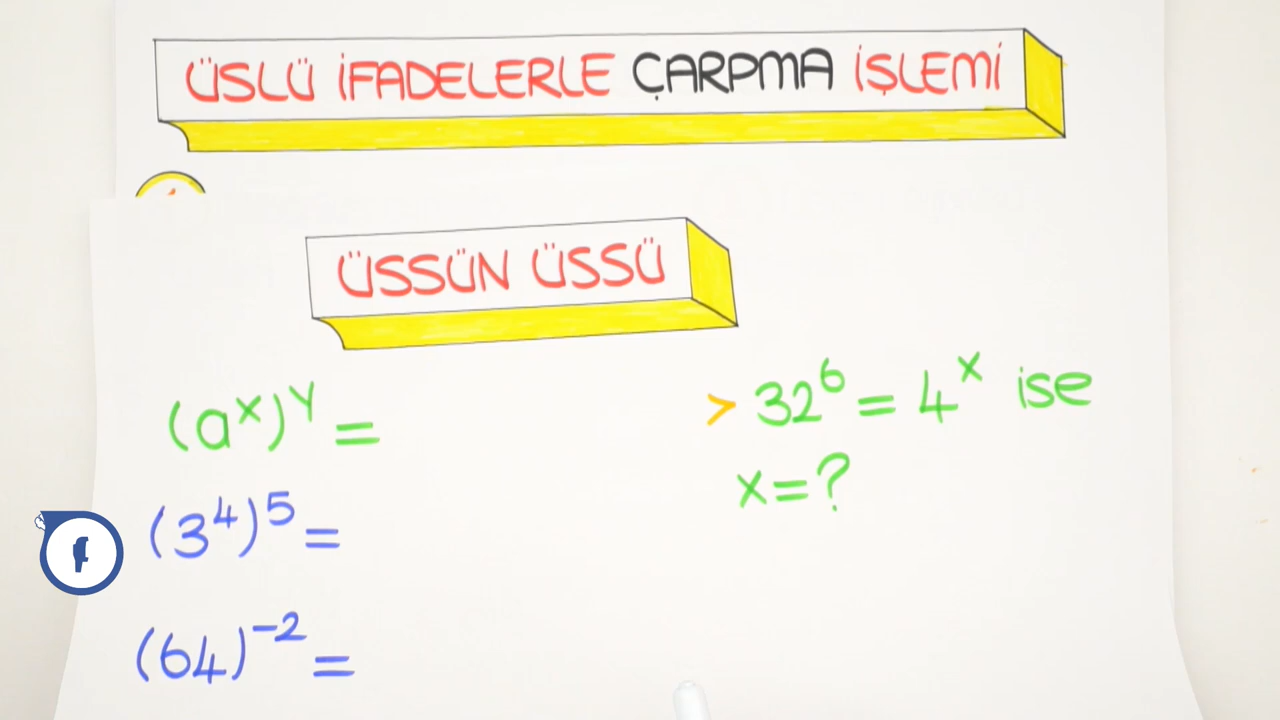 ÜSLÜ İFADELERLE ÇARPMA İŞLEMİ
ÜSSÜN ÜSSÜ
(a^x)^y =
(3^4)^5 =
(64)^-2 =
> 32^6 = 4^x ise
x = ?